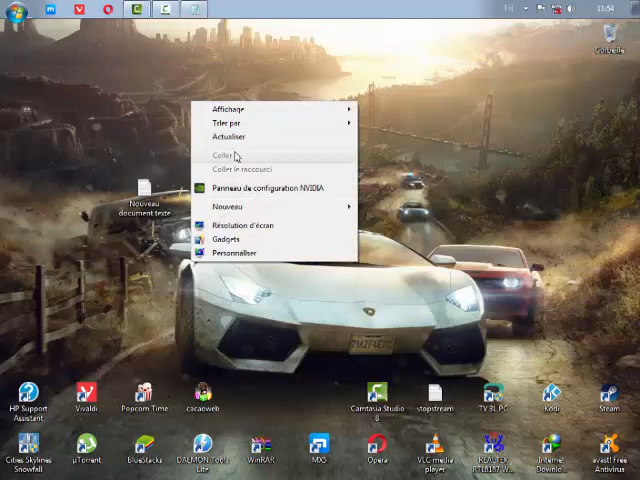 FR
11:54
Corbeille
Affichage
Trier par
Actualiser
Coller
Coller le raccourci
Panneau de configuration NVIDIA
Nouveau
Résolution d'écran
Gadgets
Personnaliser
Nouveau
document texte
HP Support
Assistant
Vivaldi
Popcorn Time
cacaoweb
Camtasia Studio
8
stopstream
TV 3L PC
Kodi
Steam
Cities Skylines
Snowfall
µTorrent
BlueStacks
DAEMON Tools
Lite
WinRAR
MX5
Opera
VLC media
player
REALTEK
RTL8187 W...
Internet
Downlo...
avast! Free
Antivirus